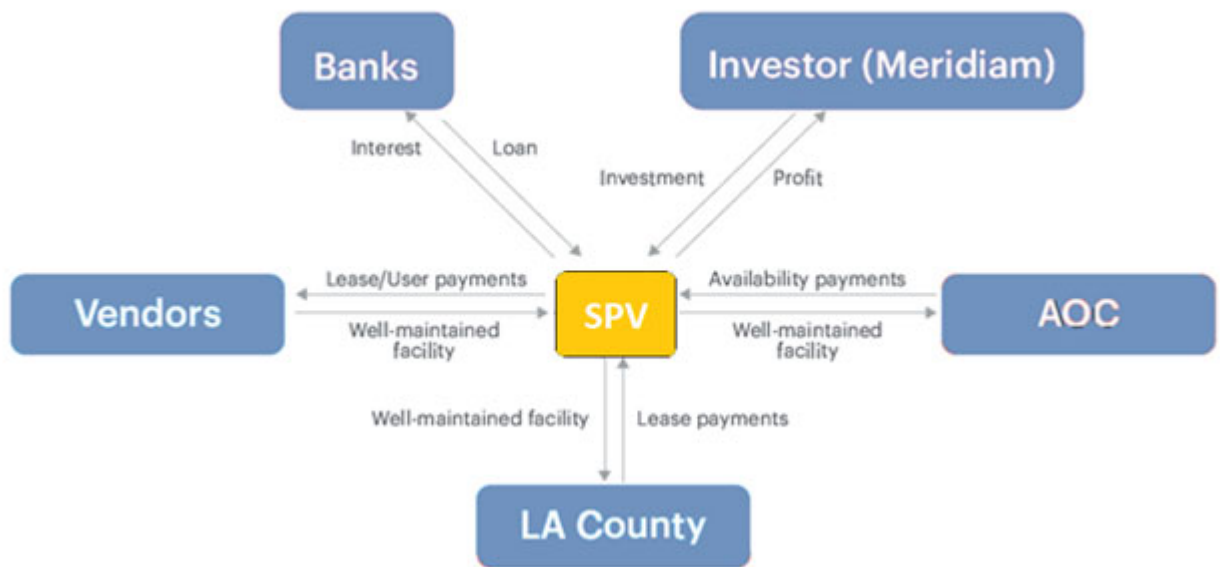 Banks
Investor (Meridiam)
Interest
Loan
Investment
Profit
Vendors
Lease/User payments
Well-maintained
facility
SPV
Availability payments
Well-maintained
facility
AOC
Well-maintained facility
Lease payments
LA County